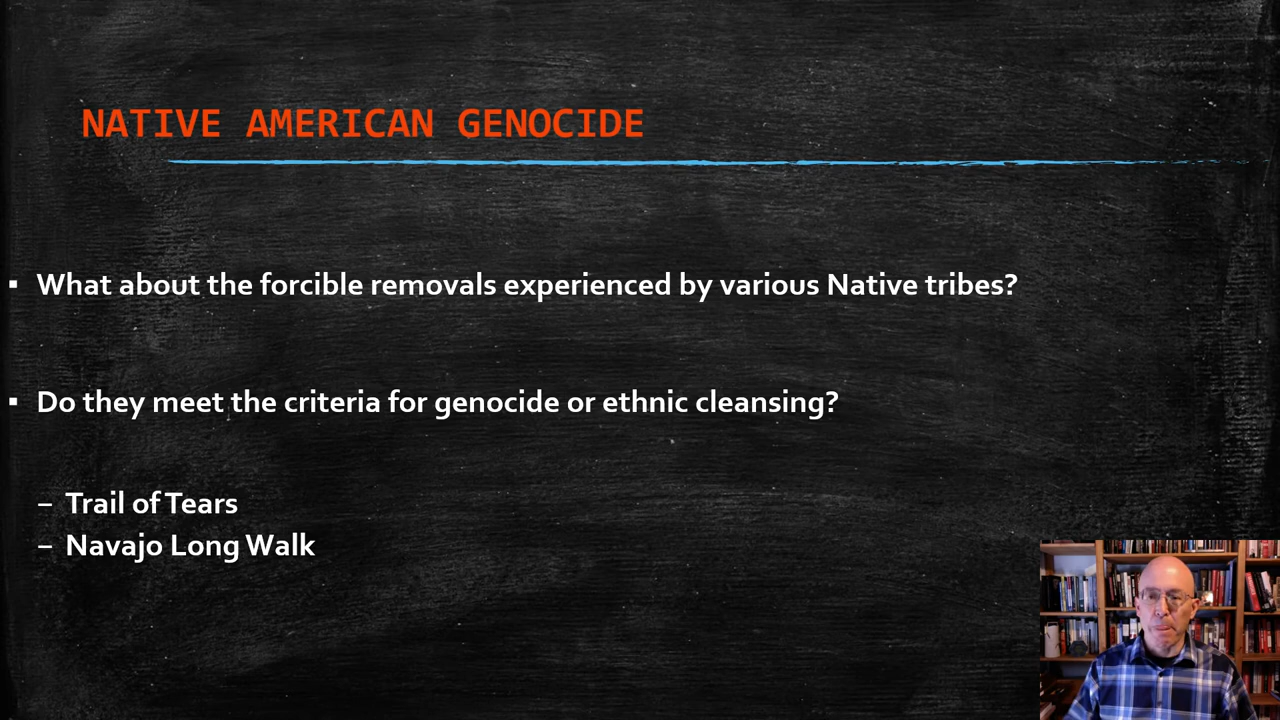 NATIVE AMERICAN GENOCIDE
▪ What about the forcible removals experienced by various Native tribes?
▪ Do they meet the criteria for genocide or ethnic cleansing?
– Trail of Tears
– Navajo Long Walk